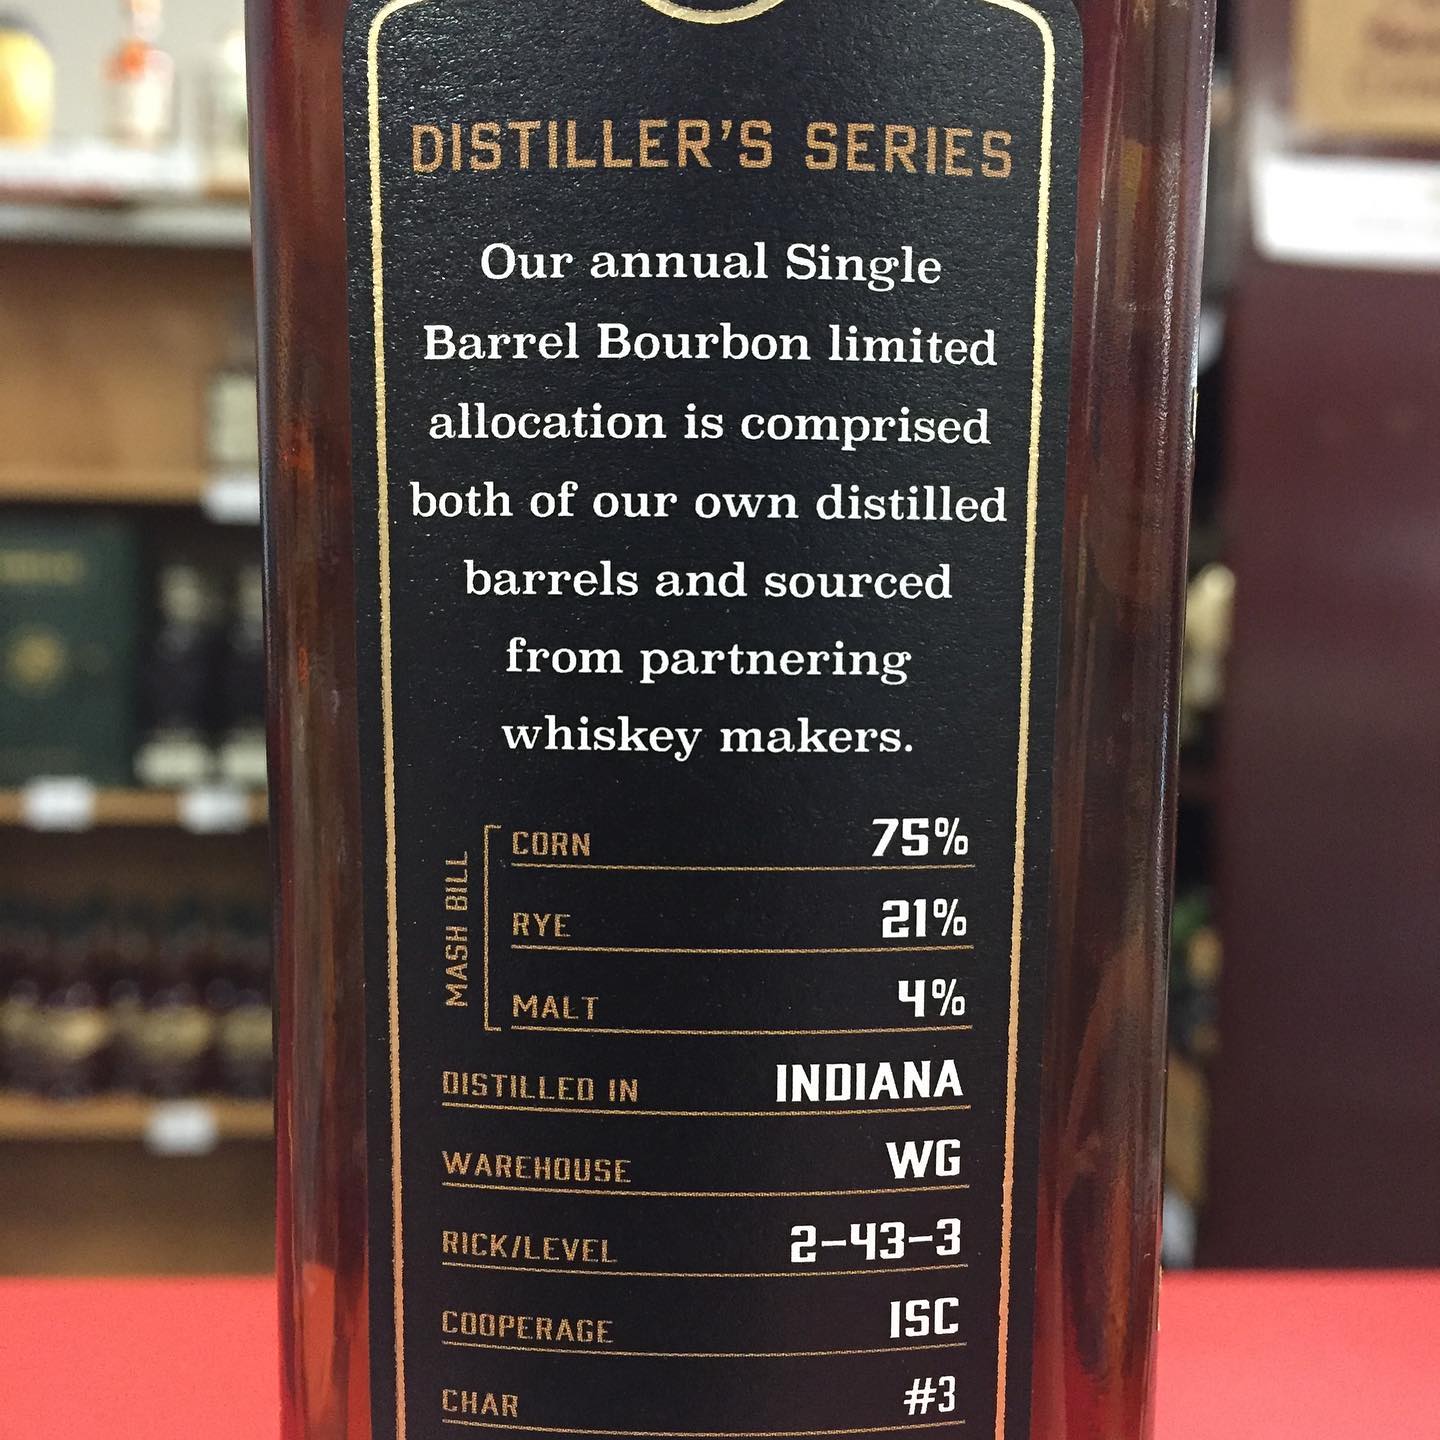 DISTILLER'S SERIES
Our annual Single
Barrel Bourbon limited
allocation is comprised
both of our own distilled
barrels and sourced
from partnering
whiskey makers.
MASH BILL
CORN 75%
RYE 21%
MALT 4%
DISTILLED IN INDIANA
WAREHOUSE WG
RICK/LEVEL 2-43-3
COOPERAGE ISC
CHAR #3